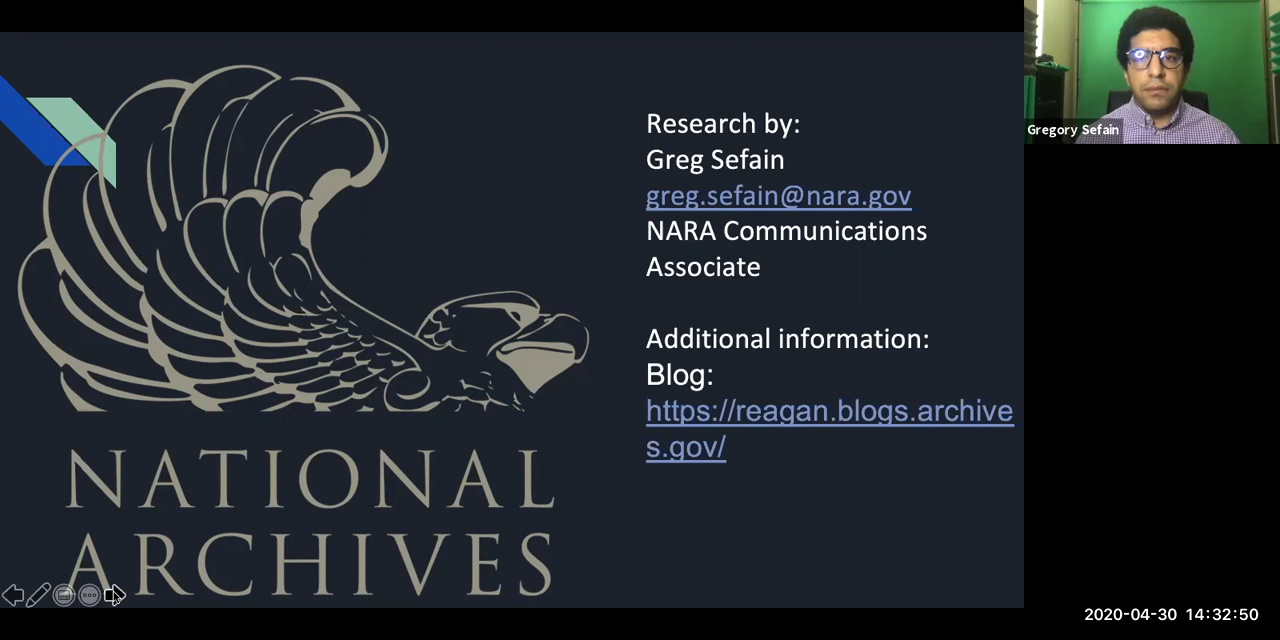 Research by:
Greg Sefain
greg.sefain@nara.gov
NARA Communications
Associate
Additional information:
Blog:
https://reagan.blogs.archive
s.gov/
NATIONAL
ARCHIVES
Gregory Sefain
2020-04-30 14:32:50